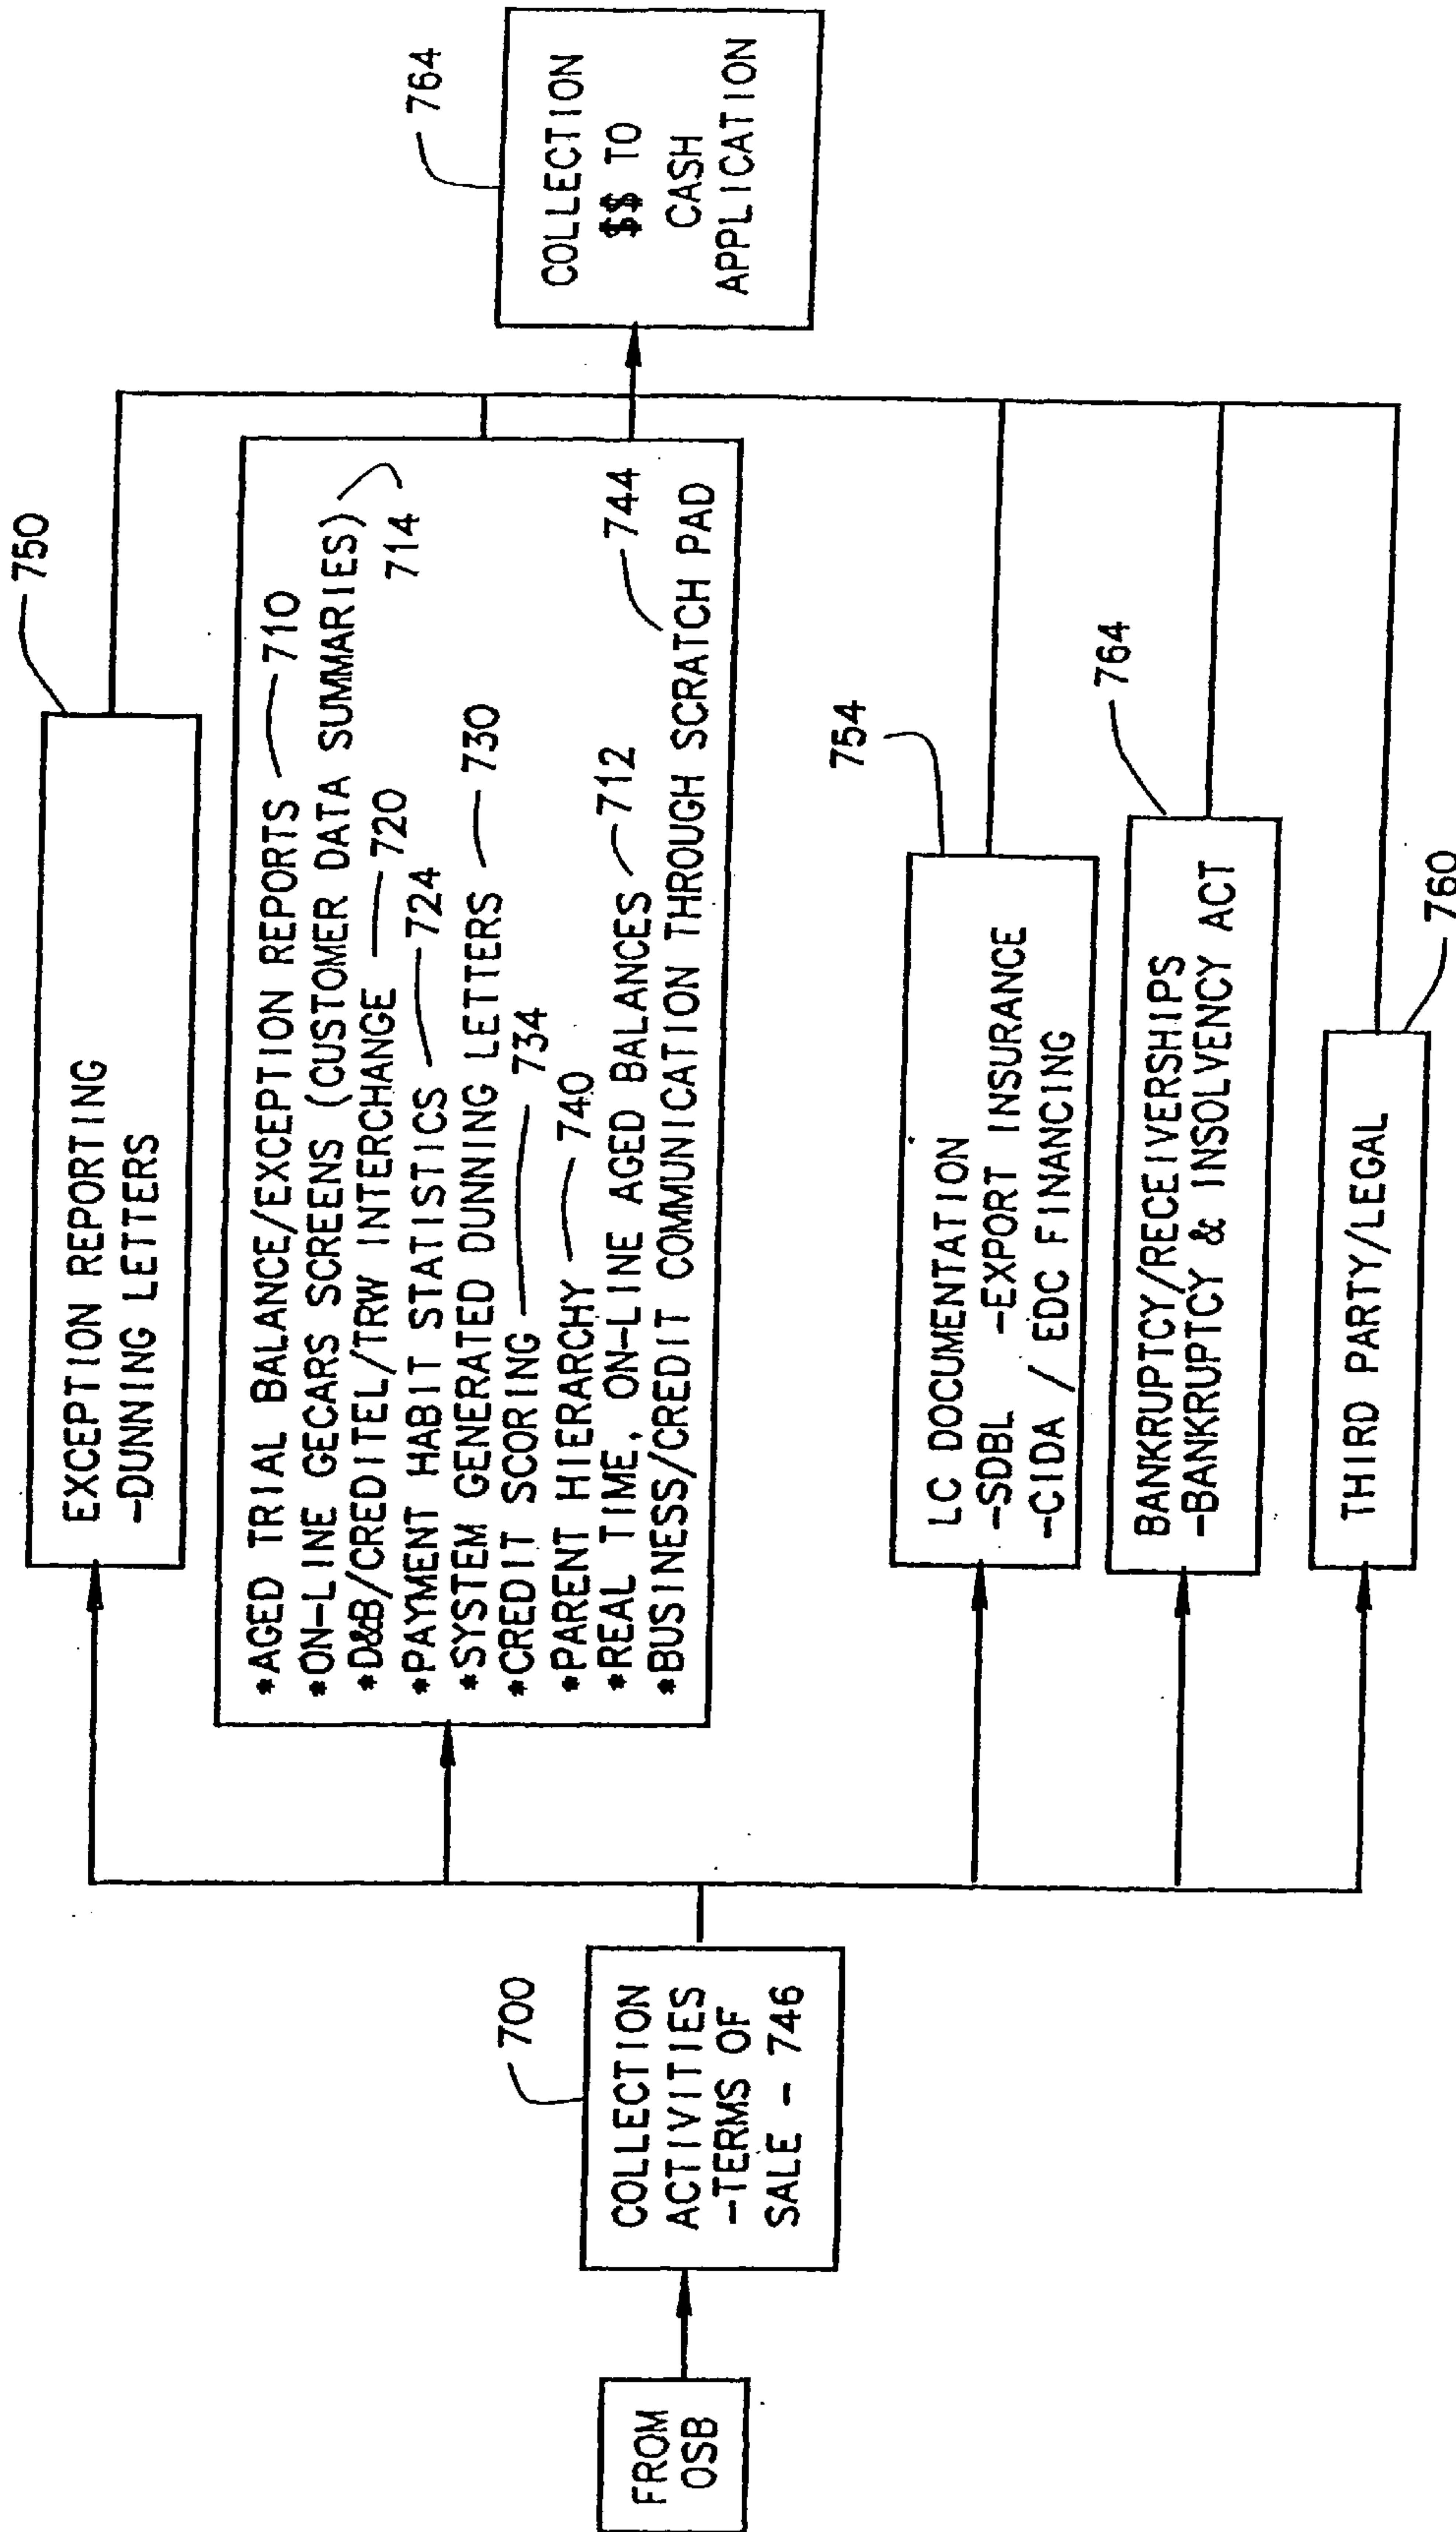 FROM
OSB
700
COLLECTION
ACTIVITIES
-TERMS OF
SALE - 746
750
EXCEPTION REPORTING
-DUNNING LETTERS
*AGED TRIAL BALANCE/EXCEPTION REPORTS 710
*ON-LINE GECARS SCREENS (CUSTOMER DATA SUMMARIES) 714
*D&B/CREDITEL/TRW INTERCHANGE 720
*PAYMENT HABIT STATISTICS 724
*SYSTEM GENERATED DUNNING LETTERS 730
*CREDIT SCORING 734
*PARENT HIERARCHY 740
*REAL TIME, ON-LINE AGED BALANCES 712
*BUSINESS/CREDIT COMMUNICATION THROUGH SCRATCH PAD 744
754
LC DOCUMENTATION
-SDBL -EXPORT INSURANCE
-CIDA / EDC FINANCING
764
BANKRUPTCY/RECEIVERSHIPS
-BANKRUPTCY & INSOLVENCY ACT
THIRD PARTY/LEGAL
760
764
COLLECTION
$$ TO
CASH
APPLICATION